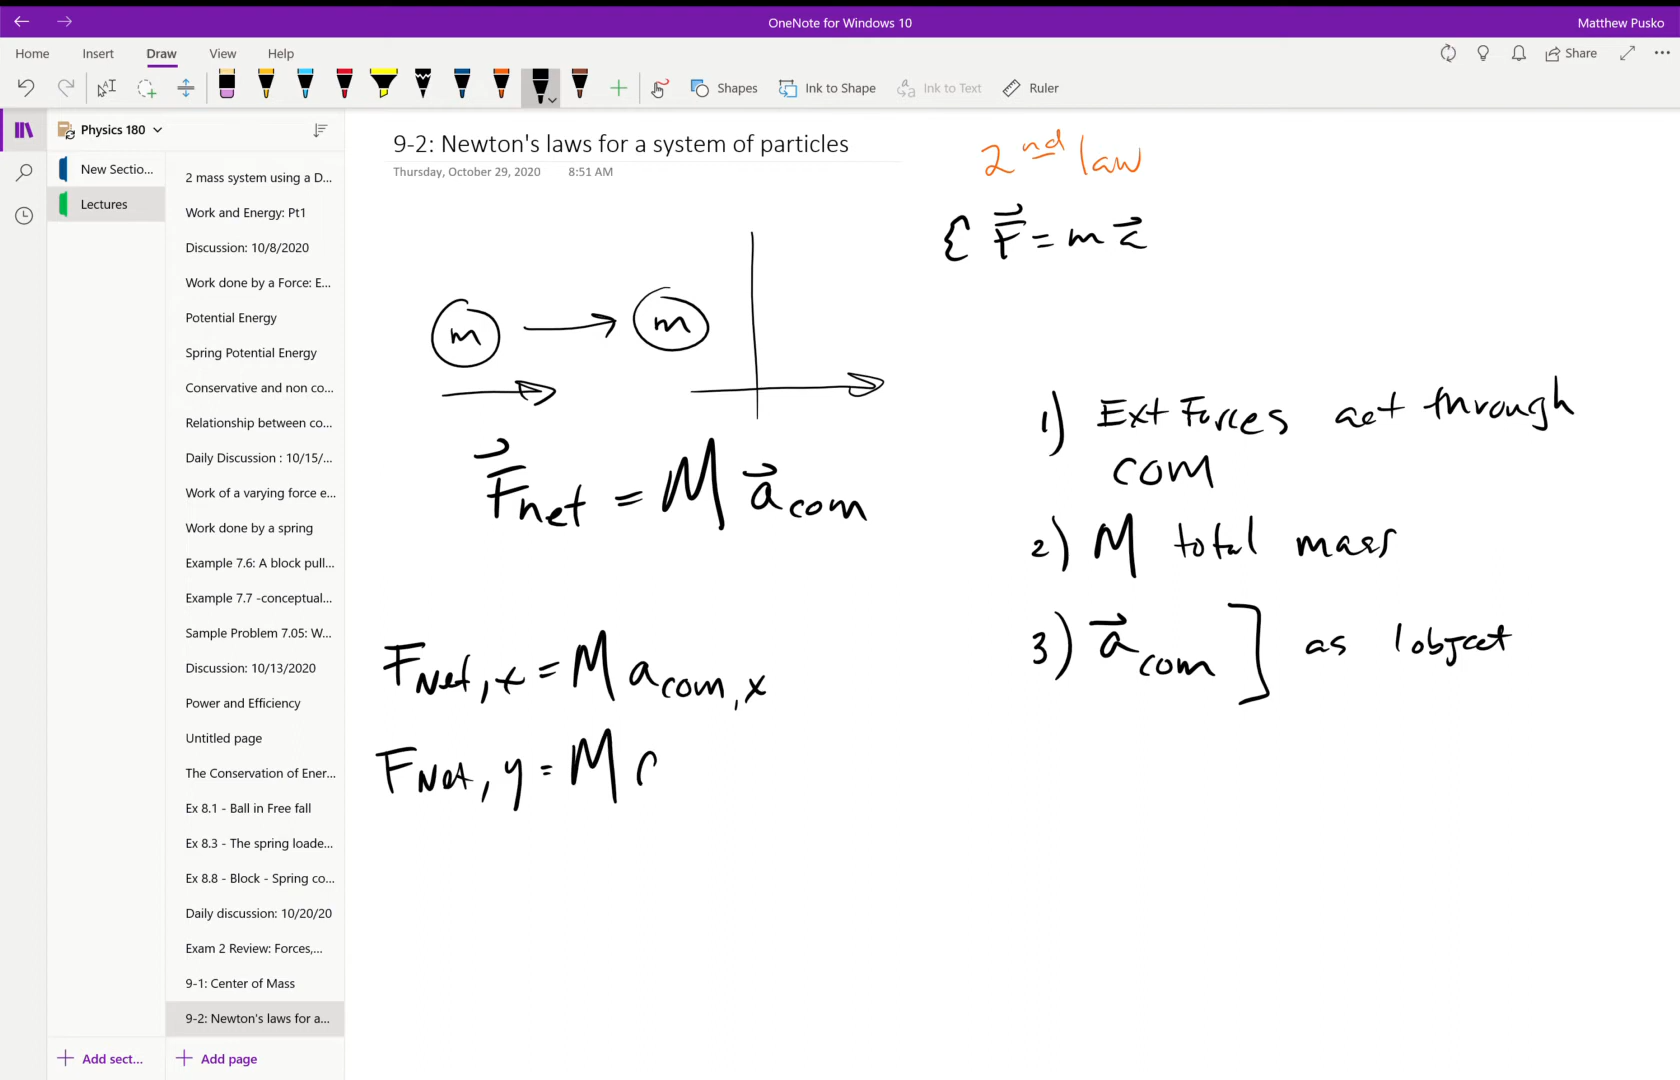 OneNote for Windows 10
Matthew Pusko
Home Insert Draw View Help
Share
Shapes
Ink to Shape
Ink to Text
Ruler
Physics 180
New Sectio...
Lectures
2 mass system using a D...
Work and Energy: Pt1
Discussion: 10/8/2020
Work done by a Force: E...
Potential Energy
Spring Potential Energy
Conservative and non co...
Relationship between co...
Daily Discussion : 10/15/...
Work of a varying force e...
Work done by a spring
Example 7.6: A block pull...
Example 7.7 -conceptual...
Sample Problem 7.05: W...
Discussion: 10/13/2020
Power and Efficiency
Untitled page
The Conservation of Ener...
Ex 8.1 - Ball in Free fall
Ex 8.3 - The spring loade...
Ex 8.8 - Block - Spring co...
Daily discussion: 10/20/20
Exam 2 Review: Forces,...
9-1: Center of Mass
9-2: Newton's laws for a...
Add sect...
Add page
9-2: Newton's laws for a system of particles
Thursday, October 29, 2020 8:51 AM
2nd law
{ F⃗ = m a⃗
m → m
F⃗net = M a⃗com
FNet,x = M acom,x
FNet,y = M a
1) Ext Forces act through
com
2) M total mass
3) a⃗com ] as 1 object